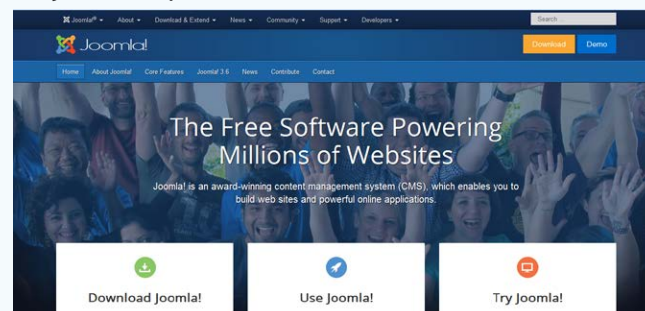 Joomla!® About Download & Extend News Community Support Developers Search ...
Joomla!
Download Demo
Home About Joomla! Core Features Joomla! 3.6 News Contribute Contact
The Free Software Powering
Millions of Websites
Joomla! is an award-winning content management system (CMS), which enables you to
build web sites and powerful online applications.
Download Joomla! Use Joomla! Try Joomla!